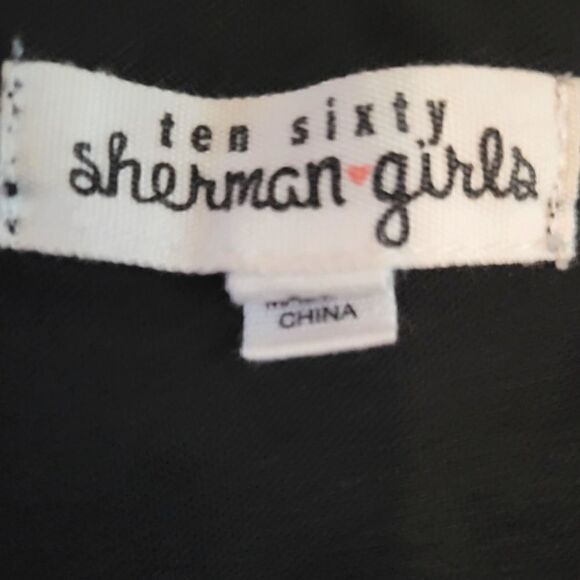 ten sixty
sherman girls
CHINA